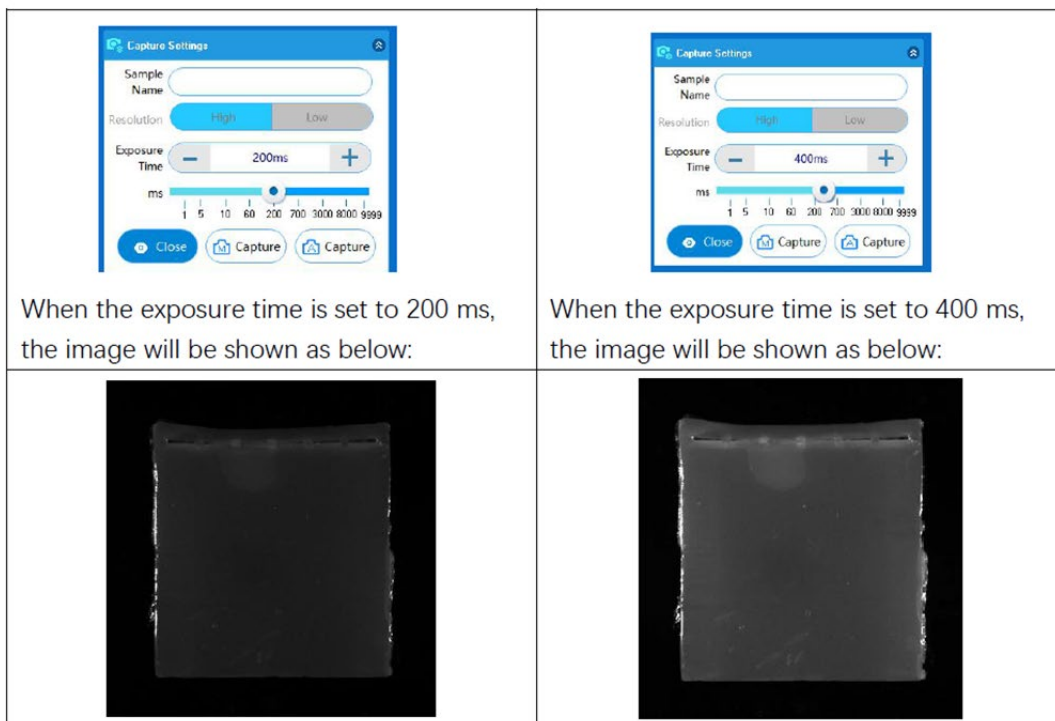 Capture Settings
Sample
Name
Resolution
High
Low
Exposure
Time
200ms
ms
1 5 10 60 200 700 3000 8000 9999
Close
M Capture
A Capture
When the exposure time is set to 200 ms,
the image will be shown as below:
Capture Settings
Sample
Name
Resolution
High
Low
Exposure
Time
400ms
ms
1 5 10 60 200 700 3000 8000 9999
Close
M Capture
A Capture
When the exposure time is set to 400 ms,
the image will be shown as below: